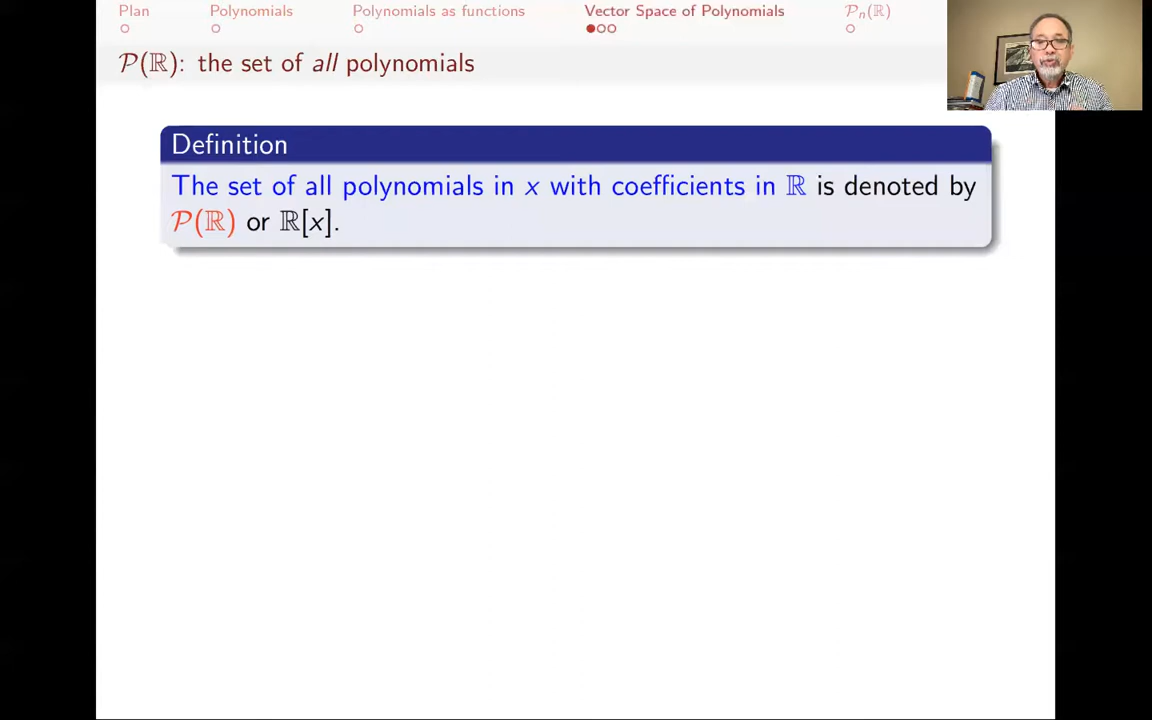 Plan Polynomials Polynomials as functions Vector Space of Polynomials 𝒫ₙ(ℝ)
𝒫(ℝ): the set of all polynomials
Definition
The set of all polynomials in x with coefficients in ℝ is denoted by
𝒫(ℝ) or ℝ[x].